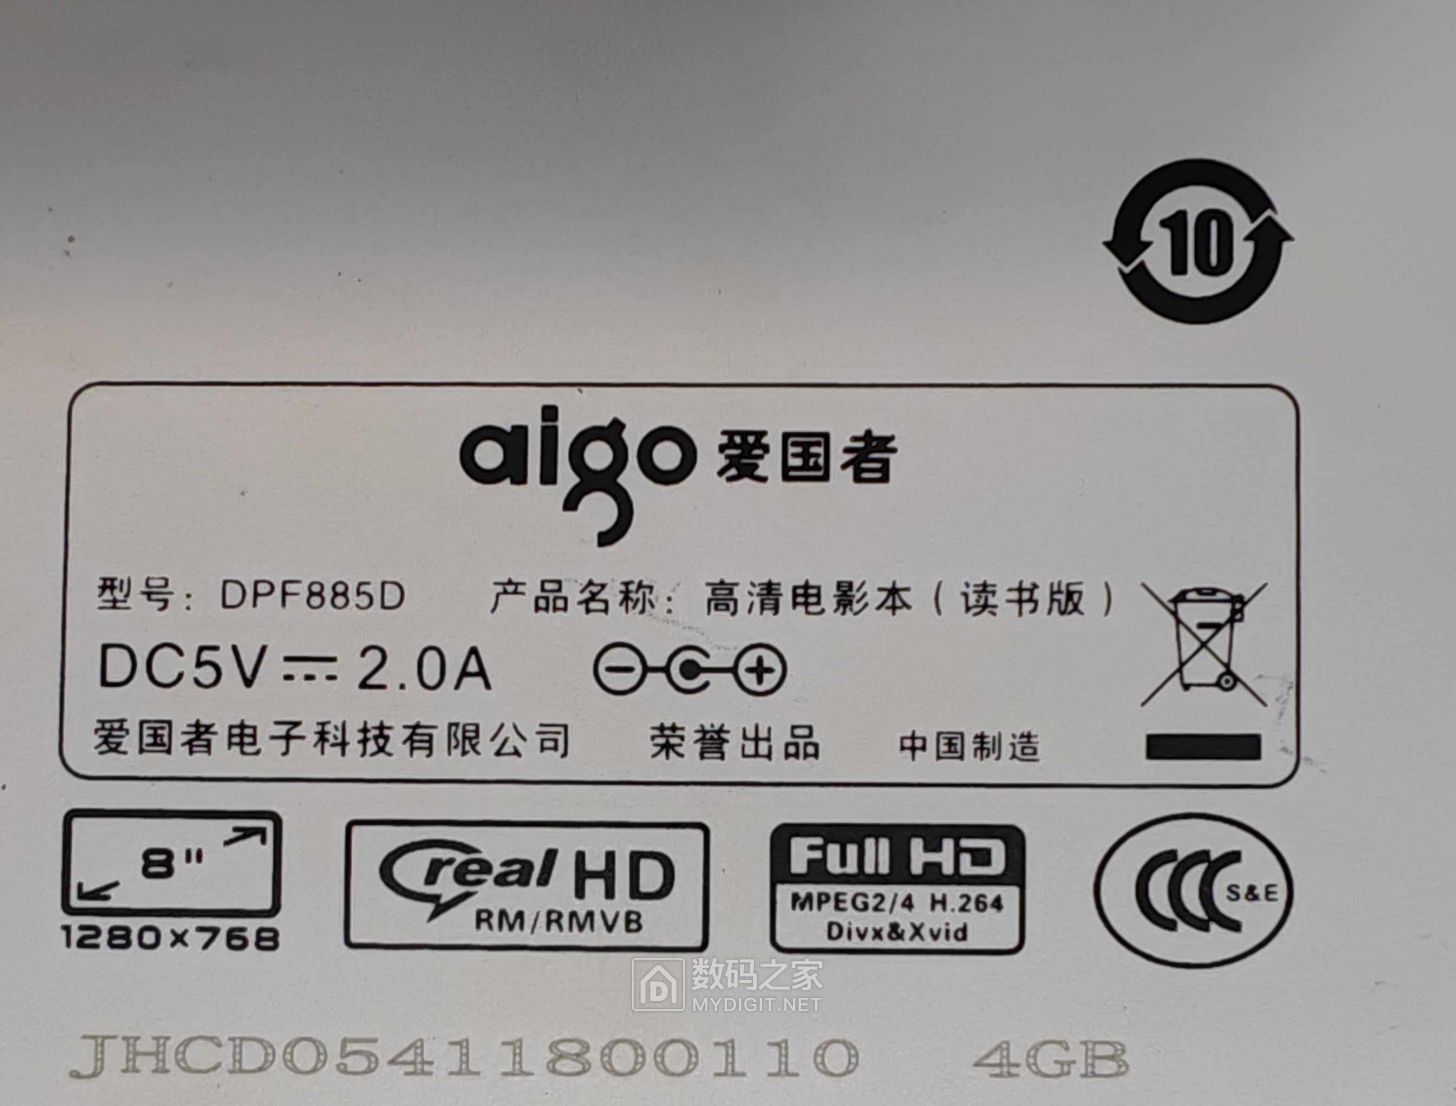 10
aigo 爱国者
型号：DPF885D 产品名称：高清电影本（读书版）
DC5V⎓2.0A
爱国者电子科技有限公司 荣誉出品 中国制造
8"
1280×768
real HD
RM/RMVB
Full HD
MPEG2/4 H.264
Divx&Xvid
CCC S&E
数码之家
MYDIGIT.NET
JHCD05411800110 4GB